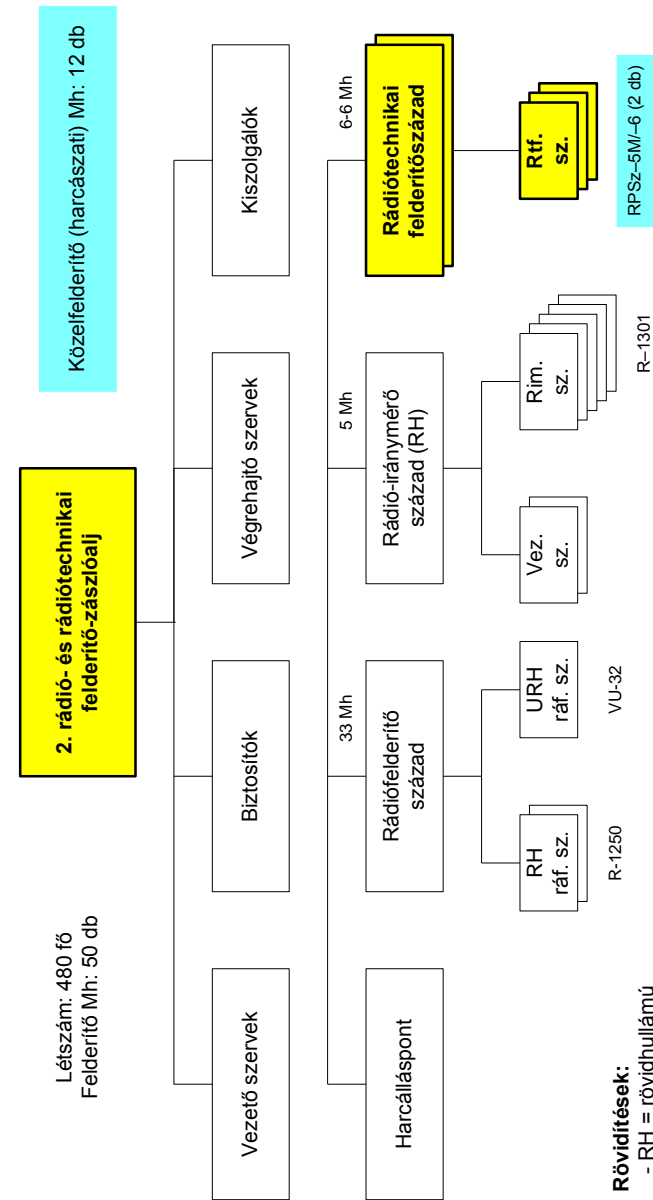 2. rádió- és rádiótechnikai
felderítő-zászlóalj
Közelfelderítő (harcászati) Mh: 12 db
Létszám: 480 fő
Felderítő Mh: 50 db
Vezető szervek
Biztosítók
Végrehajtó szervek
Kiszolgálók
33 Mh
5 Mh
6-6 Mh
Harcálláspont
Rádiófelderítő
század
Rádió-iránymérő
század (RH)
Rádiótechnikai
felderítőszázad
RH
ráf. sz.
URH
ráf. sz.
Vez.
sz.
Rim.
sz.
Rtf.
sz.
R-1250
VU-32
R–1301
RPSz–5M/–6 (2 db)
Rövidítések:
- RH = rövidhullámú